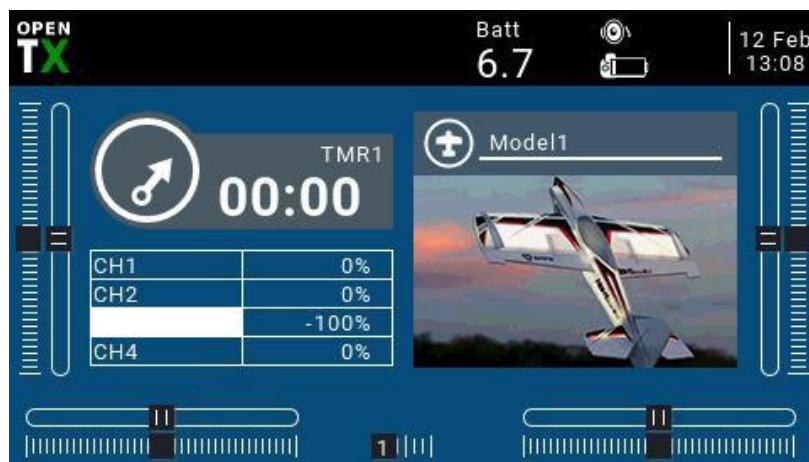 OPEN
TX
Batt
6.7
12 Feb
13:08
TMR1
00:00
Model1
CH1 0%
CH2 0%
-100%
CH4 0%
1